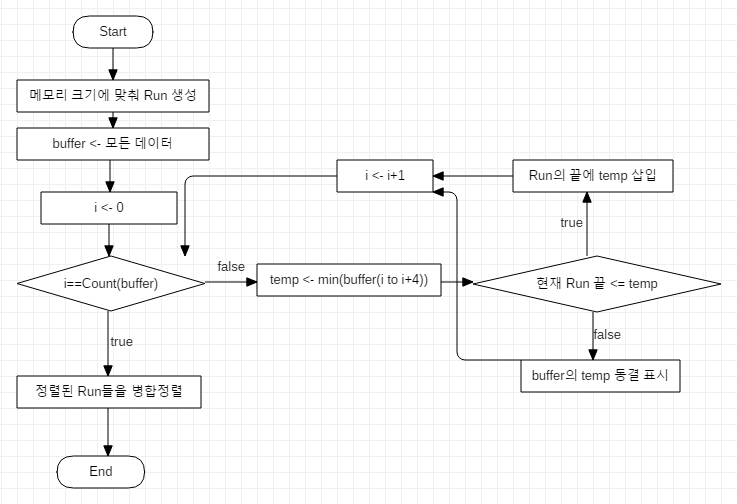 Start
메모리 크기에 맞춰 Run 생성
buffer <- 모든 데이터
i <- 0
i==Count(buffer)
false
temp <- min(buffer(i to i+4))
현재 Run 끝 <= temp
true
Run의 끝에 temp 삽입
i <- i+1
false
buffer의 temp 동결 표시
true
정렬된 Run들을 병합정렬
End